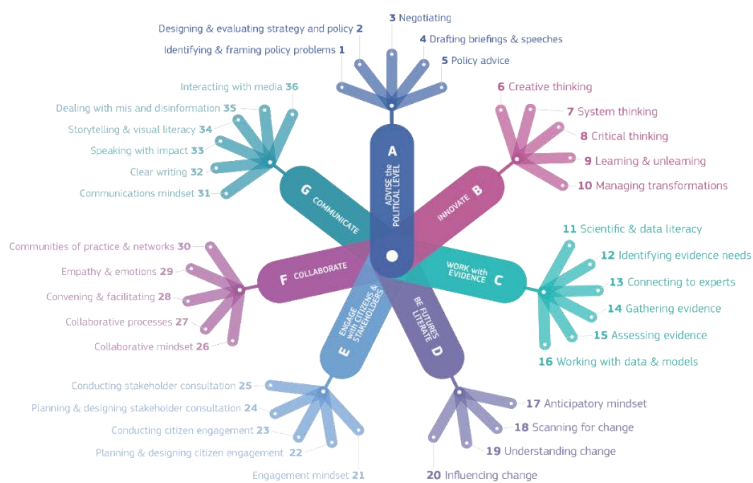 3 Negotiating
Designing & evaluating strategy and policy 2
4 Drafting briefings & speeches
Identifying & framing policy problems 1
5 Policy advice
A
ADVISE the
POLITICAL LEVEL
6 Creative thinking
7 System thinking
8 Critical thinking
9 Learning & unlearning
10 Managing transformations
INNOVATE B
11 Scientific & data literacy
12 Identifying evidence needs
13 Connecting to experts
14 Gathering evidence
15 Assessing evidence
16 Working with data & models
WORK with
EVIDENCE
C
17 Anticipatory mindset
18 Scanning for change
19 Understanding change
20 Influencing change
BE FUTURES
LITERATE
D
ENGAGE
with CITIZENS &
STAKEHOLDERS
E
Conducting stakeholder consultation 25
Planning & designing stakeholder consultation 24
Conducting citizen engagement 23
Planning & designing citizen engagement 22
Engagement mindset 21
F COLLABORATE
Communities of practice & networks 30
Empathy & emotions 29
Convening & facilitating 28
Collaborative processes 27
Collaborative mindset 26
G COMMUNICATE
Interacting with media 36
Dealing with mis and disinformation 35
Storytelling & visual literacy 34
Speaking with impact 33
Clear writing 32
Communications mindset 31